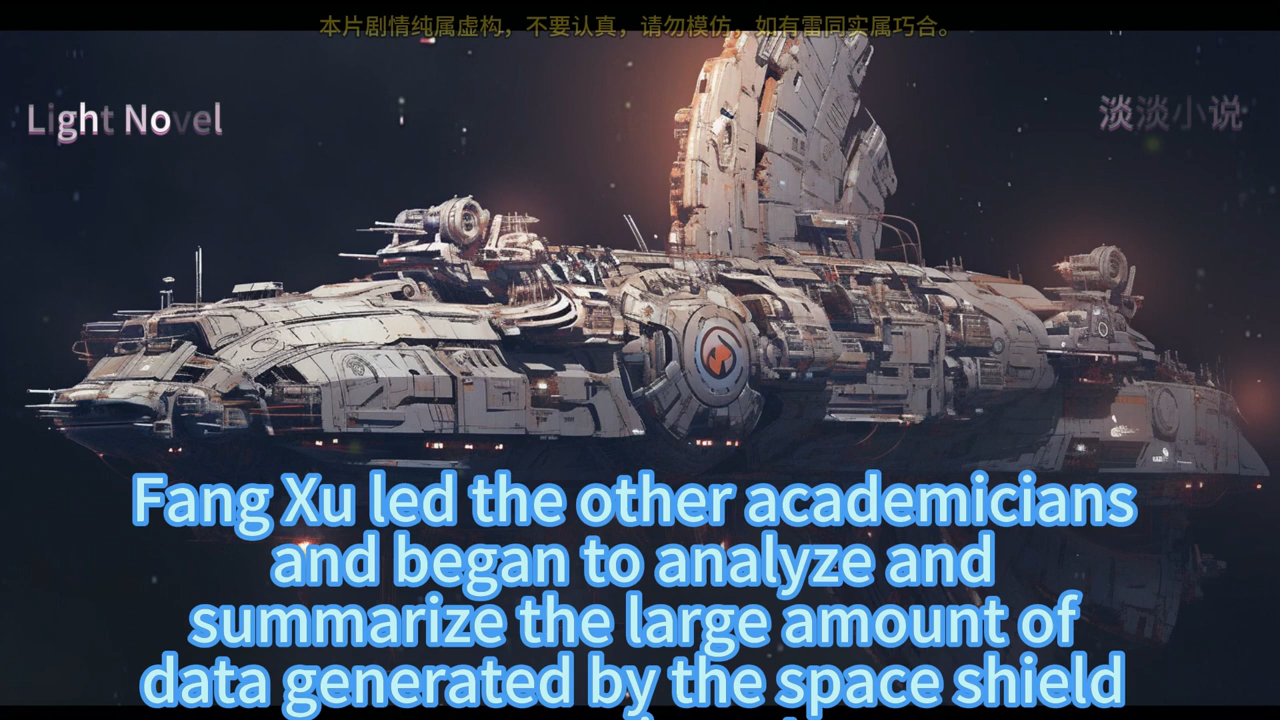 本片剧情纯属虚构，不要认真，请勿模仿，如有雷同实属巧合。
Light Novel
淡淡小说
Fang Xu led the other academicians
and began to analyze and
summarize the large amount of
data generated by the space shield